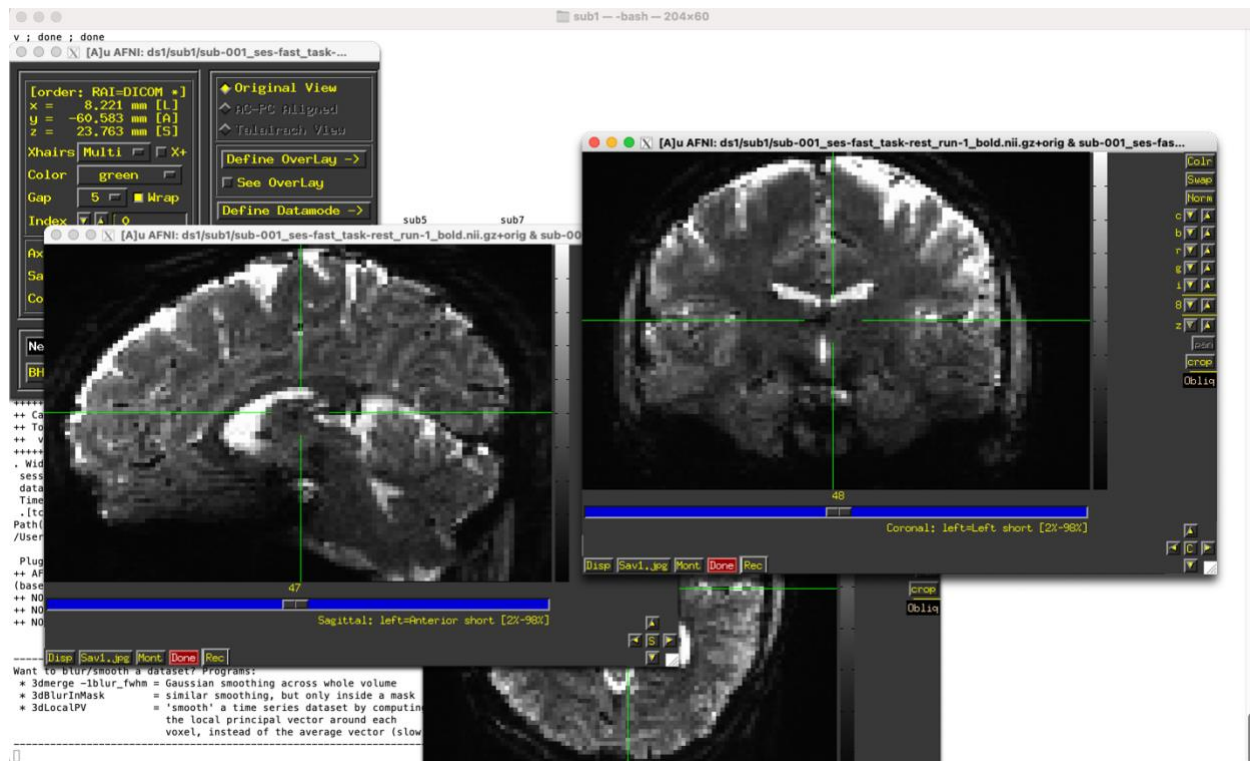 sub1 — -bash — 204×60
v ; done ; done
[A]u AFNI: ds1/sub1/sub-001_ses-fast_task-...
[order: RAI=DICOM *]
x = 8.221 mm [L]
y = -60.583 mm [A]
z = 23.763 mm [S]
Xhairs Multi X+
Color green
Gap 5 Wrap
Index 0
Original View
AC-PC Aligned
Talairach View
Define OverLay ->
See OverLay
Define Datamode ->
sub5 sub7
Ax
Sa
Co
Ne
BH
[A]u AFNI: ds1/sub1/sub-001_ses-fast_task-rest_run-1_bold.nii.gz+orig & sub-00
47
Sagittal: left=Anterior short [2%-98%]
S
Disp Sav1.jpg Mont Done Rec
[A]u AFNI: ds1/sub1/sub-001_ses-fast_task-rest_run-1_bold.nii.gz+orig & sub-001_ses-fas...
Colr
Swap
Norm
c
b
r
g
i
8
z
pan
crop
Obliq
48
Coronal: left=Left short [2%-98%]
C
Disp Sav1.jpg Mont Done Rec
crop
Obliq
+++++
++ Ca
++ To
++ v
+++++
. Wid
sess
data
Time
.[tc
Path(
/User
Plug
++ AF
(base
++ NO
++ NO
++ NO
Want to blur/smooth a dataset? Programs:
* 3dmerge -1blur_fwhm = Gaussian smoothing across whole volume
* 3dBlurInMask = similar smoothing, but only inside a mask
* 3dLocalPV = 'smooth' a time series dataset by computing
the local principal vector around each
voxel, instead of the average vector (slow